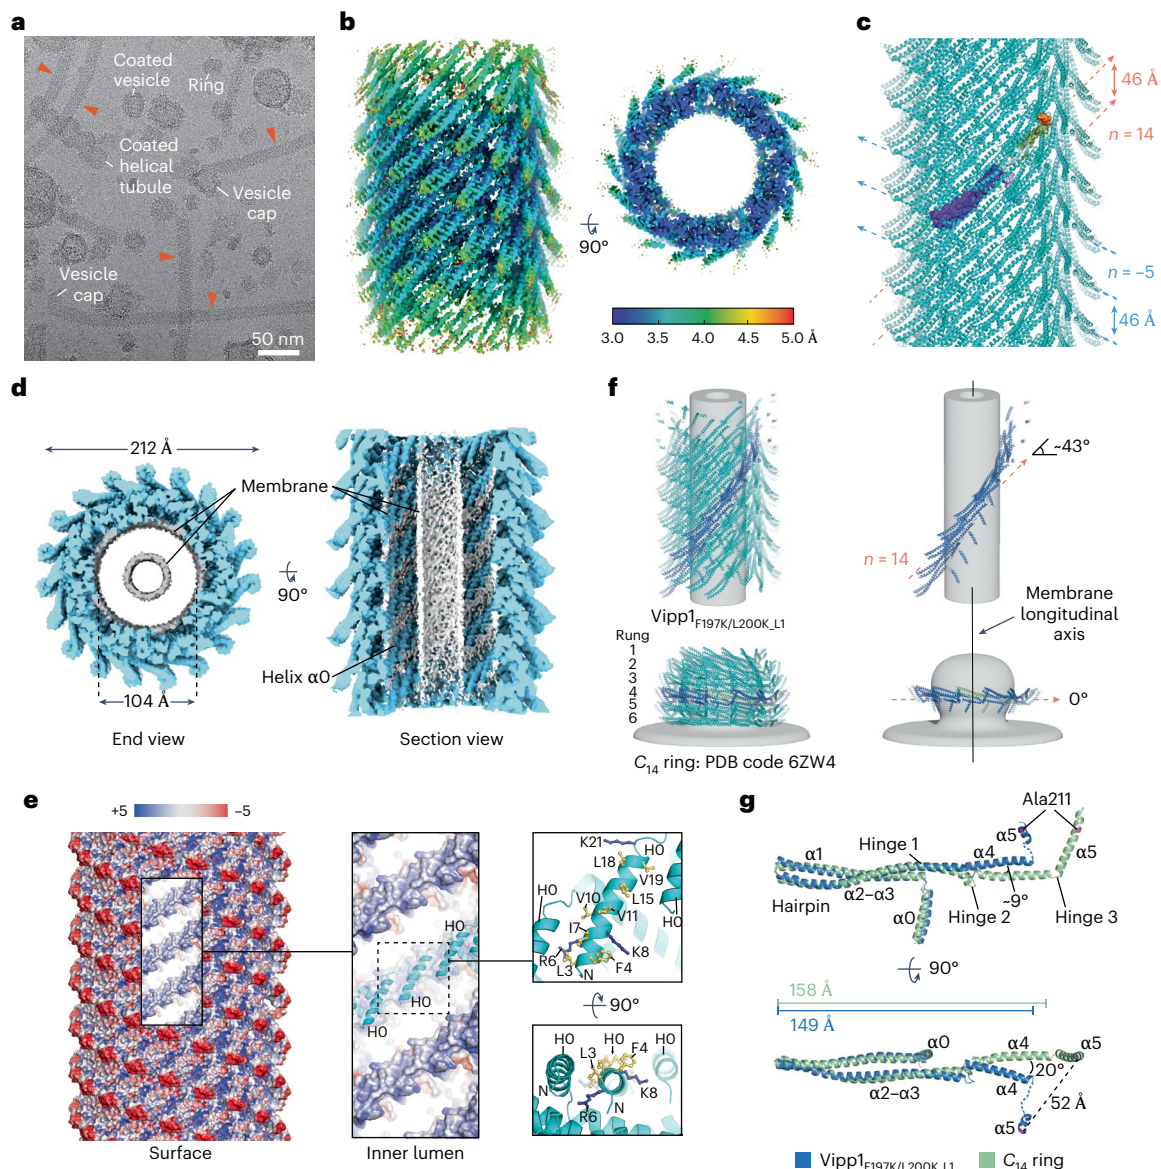 a
Coated vesicle
Ring
Coated helical tubule
Vesicle cap
Vesicle cap
50 nm
b
90°
3.0 3.5 4.0 4.5 5.0 Å
c
46 Å
n = 14
n = −5
46 Å
d
212 Å
Membrane
90°
Helix α0
104 Å
End view
Section view
f
~43°
n = 14
Vipp1F197K/L200K_L1
Membrane longitudinal axis
Rung
1
2
3
4
5
6
0°
C14 ring: PDB code 6ZW4
e
+5 −5
Surface
H0
H0
H0
Inner lumen
K21
H0
L18
V19
H0
L15
V10
V11
H0
I7
R6
K8
L3
F4
N
90°
H0
H0
H0
L3
F4
N
K8
R6
N
g
Ala211
α5
α5
Hinge 1
α4
α1
α2–α3
Hairpin
~9°
α0
Hinge 2
Hinge 3
90°
158 Å
149 Å
α0
α4
α5
20°
α2–α3
α4
52 Å
α5
Vipp1F197K/L200K_L1
C14 ring